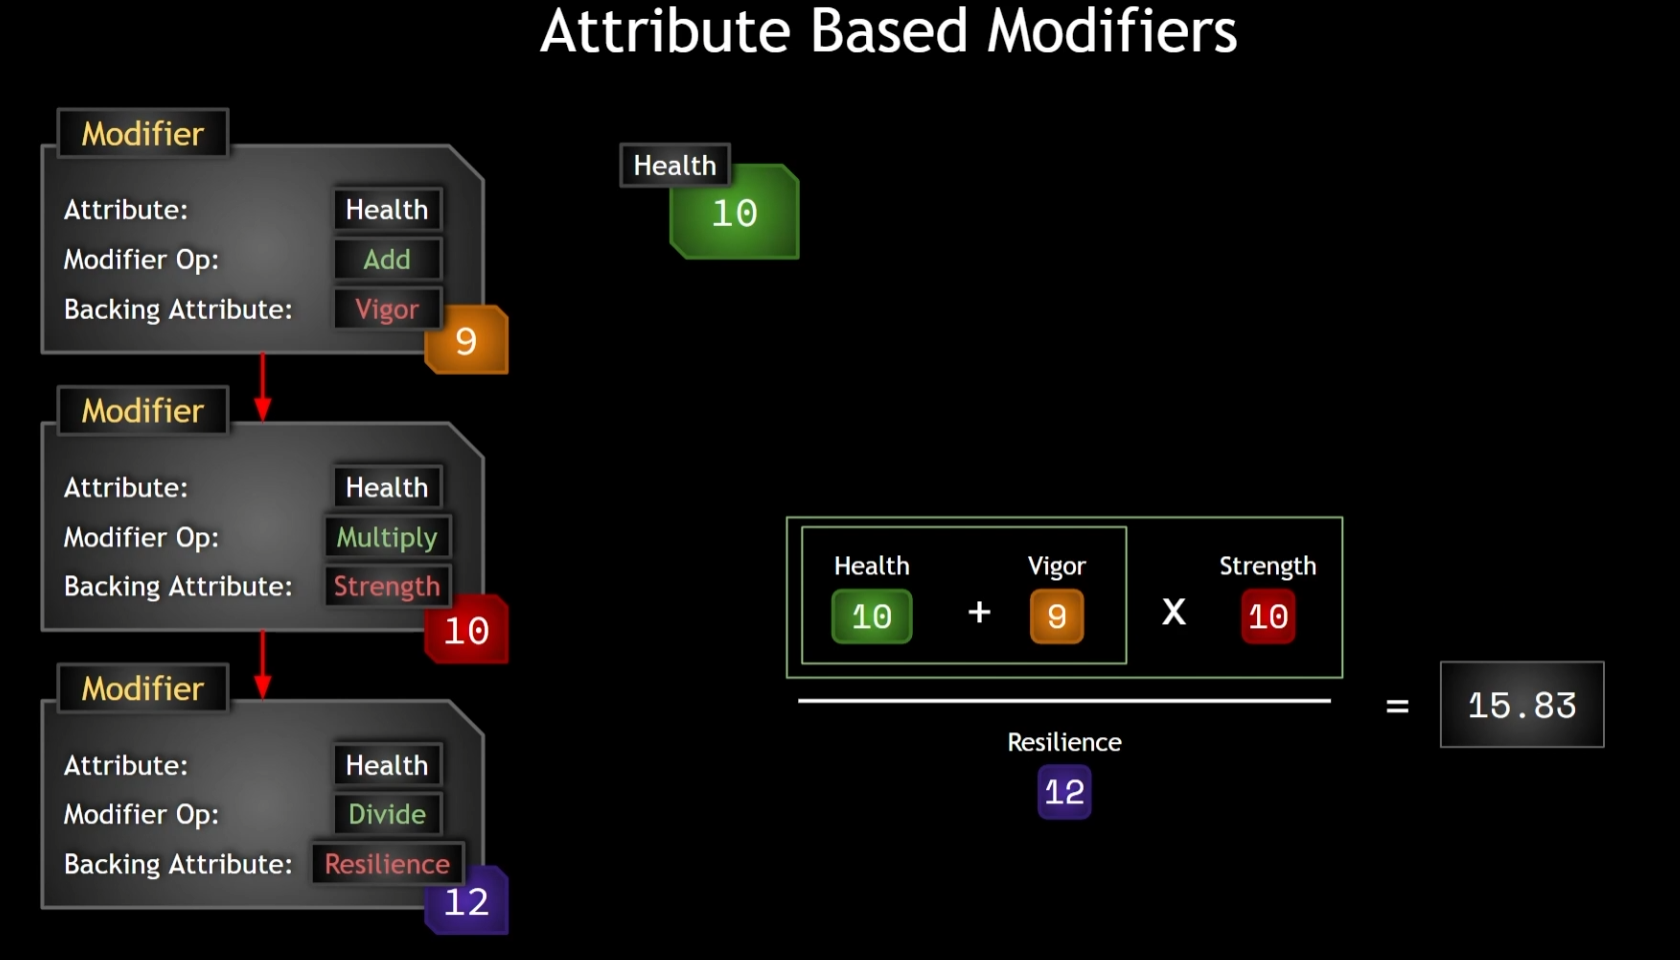 Attribute Based Modifiers
Modifier
Attribute: Health
Modifier Op: Add
Backing Attribute: Vigor
9
Modifier
Attribute: Health
Modifier Op: Multiply
Backing Attribute: Strength
10
Modifier
Attribute: Health
Modifier Op: Divide
Backing Attribute: Resilience
12
Health
10
Health Vigor Strength
10 + 9 X 10
= 15.83
Resilience
12